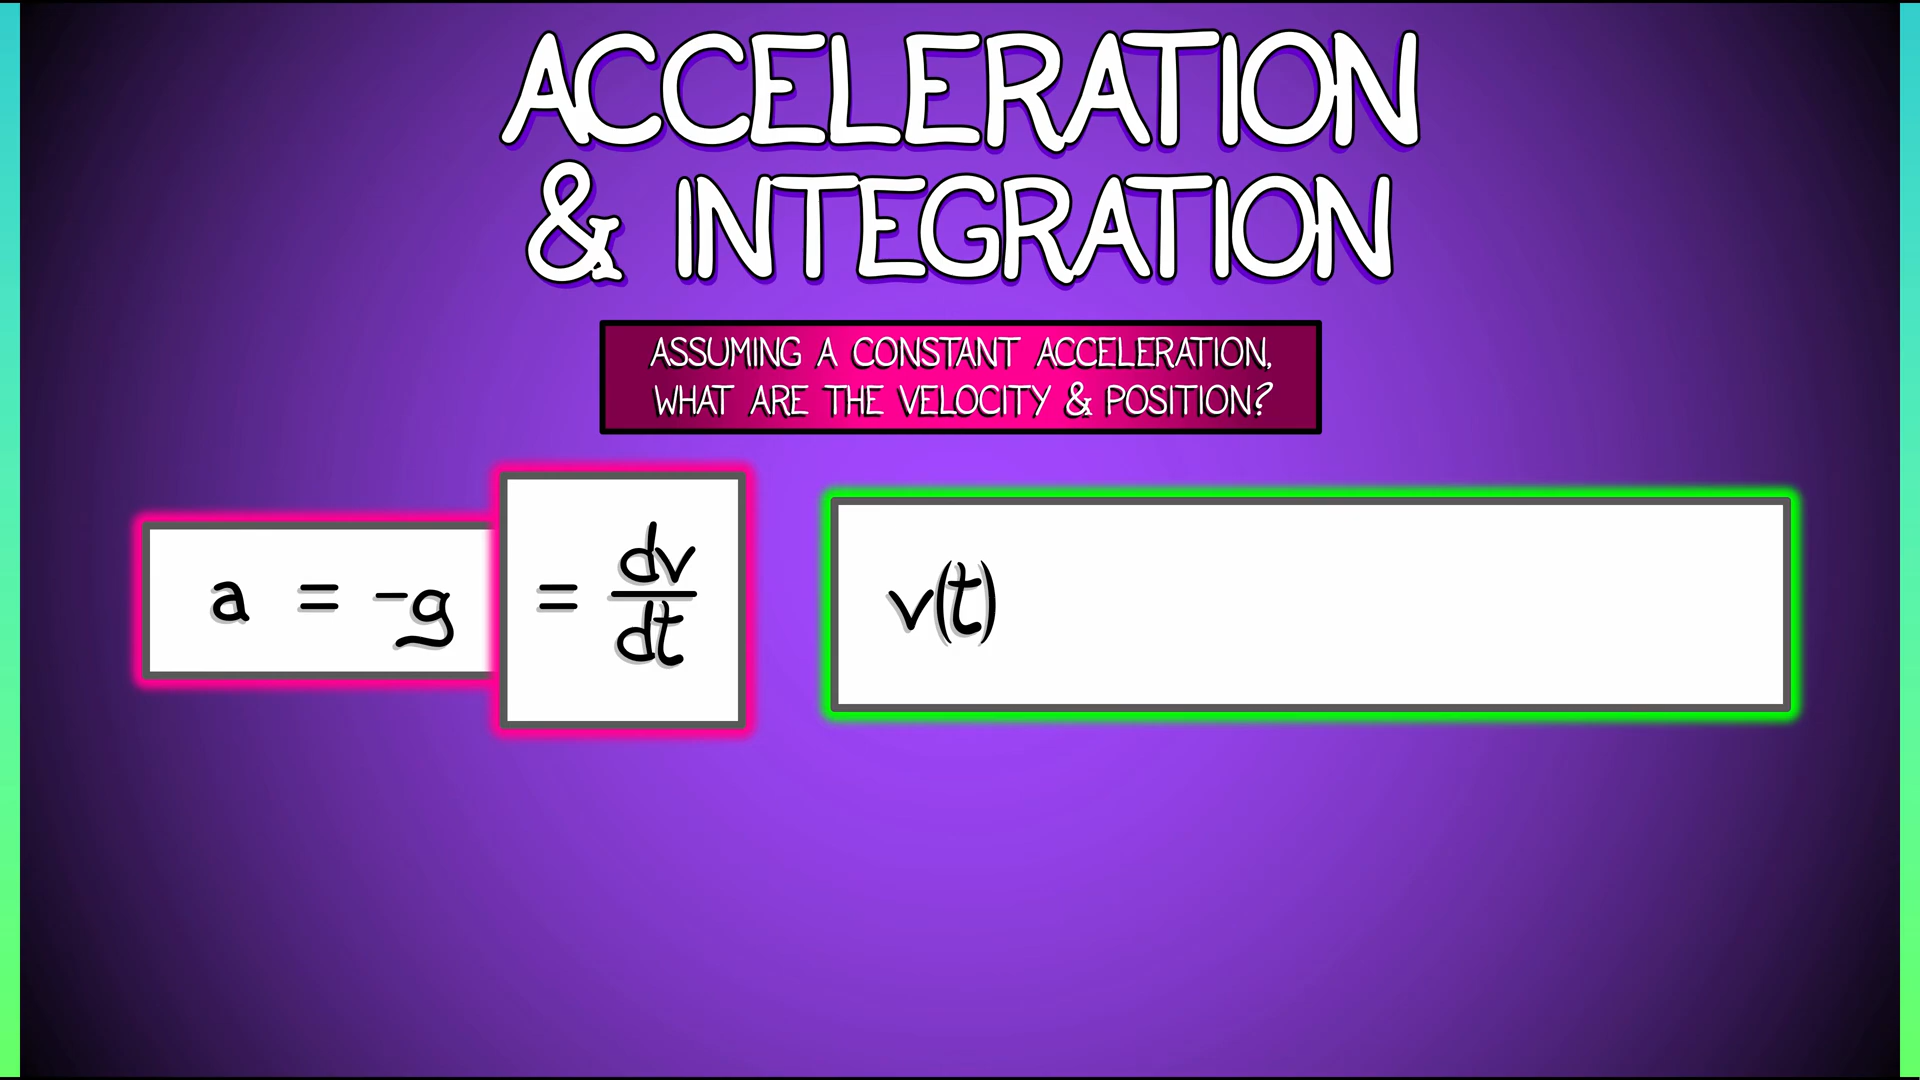 ACCELERATION
& INTEGRATION
ASSUMING A CONSTANT ACCELERATION,
WHAT ARE THE VELOCITY & POSITION?
a = -g = dv/dt
v(t)